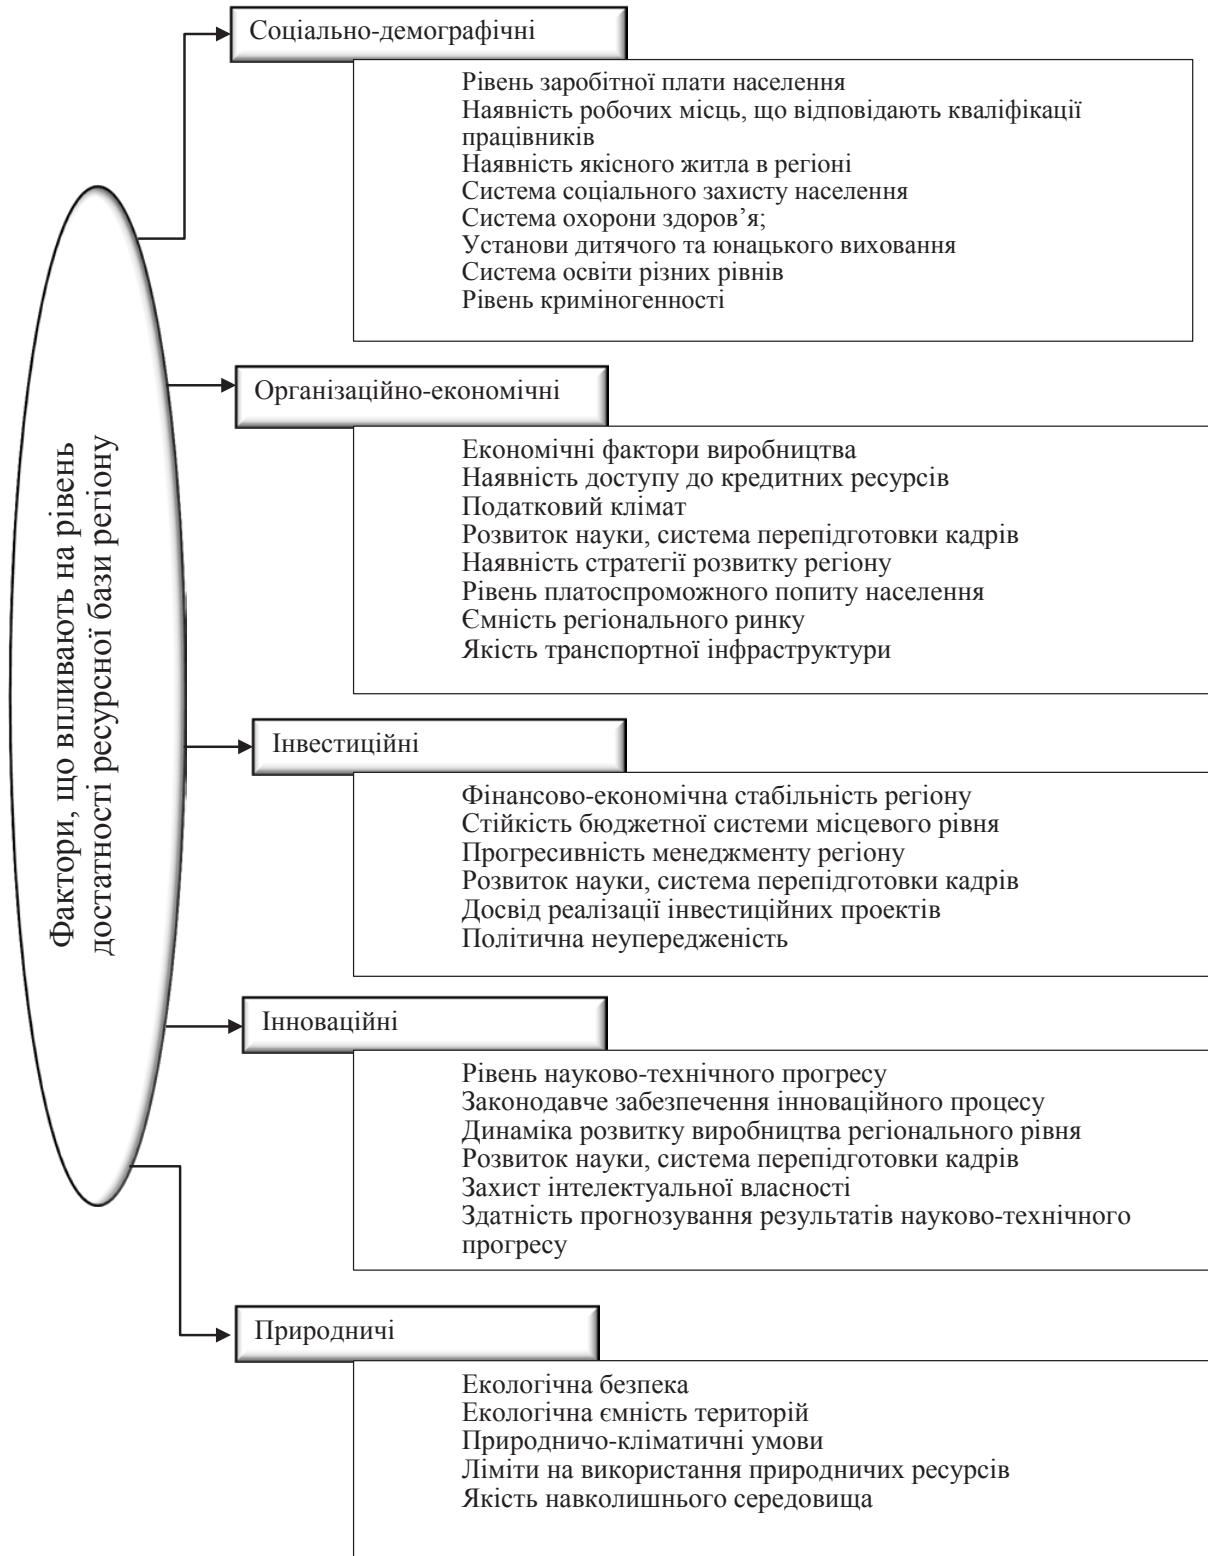 Фактори, що впливають на рівень
достатності ресурсної бази регіону
Соціально-демографічні
Рівень заробітної плати населення
Наявність робочих місць, що відповідають кваліфікації
працівників
Наявність якісного житла в регіоні
Система соціального захисту населення
Система охорони здоров’я;
Установи дитячого та юнацького виховання
Система освіти різних рівнів
Рівень криміногенності
Організаційно-економічні
Економічні фактори виробництва
Наявність доступу до кредитних ресурсів
Податковий клімат
Розвиток науки, система перепідготовки кадрів
Наявність стратегії розвитку регіону
Рівень платоспроможного попиту населення
Ємність регіонального ринку
Якість транспортної інфраструктури
Інвестиційні
Фінансово-економічна стабільність регіону
Стійкість бюджетної системи місцевого рівня
Прогресивність менеджменту регіону
Розвиток науки, система перепідготовки кадрів
Досвід реалізації інвестиційних проектів
Політична неупередженість
Інноваційні
Рівень науково-технічного прогресу
Законодавче забезпечення інноваційного процесу
Динаміка розвитку виробництва регіонального рівня
Розвиток науки, система перепідготовки кадрів
Захист інтелектуальної власності
Здатність прогнозування результатів науково-технічного
прогресу
Природничі
Екологічна безпека
Екологічна ємність територій
Природничо-кліматичні умови
Ліміти на використання природничих ресурсів
Якість навколишнього середовища